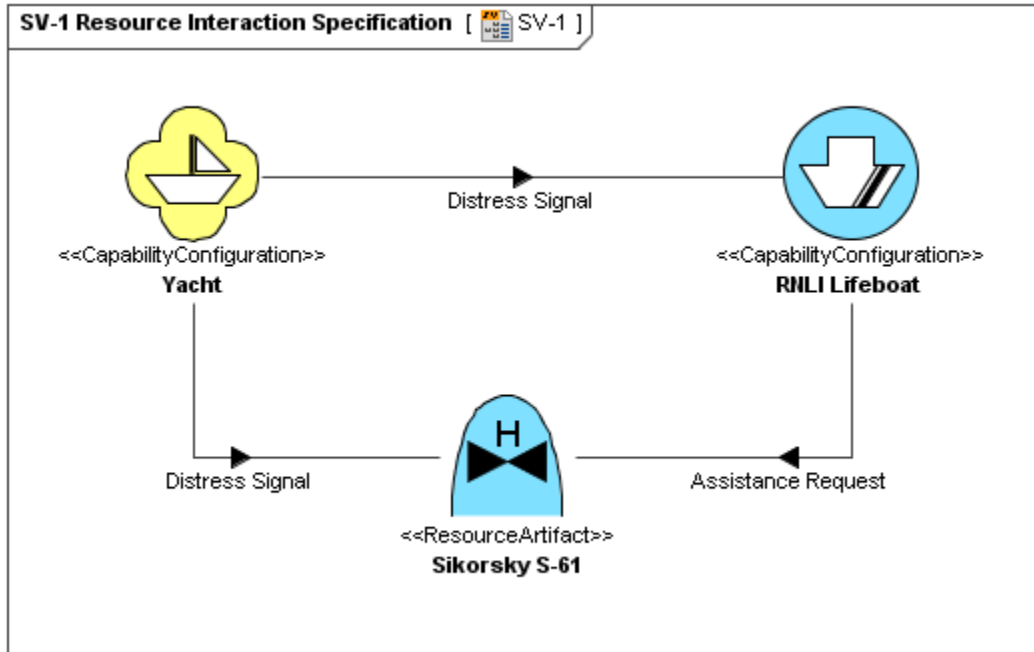 SV-1 Resource Interaction Specification [ SV-1 ]
Distress Signal
<<CapabilityConfiguration>>
Yacht
<<CapabilityConfiguration>>
RNLI Lifeboat
H
Distress Signal
Assistance Request
<<ResourceArtifact>>
Sikorsky S-61